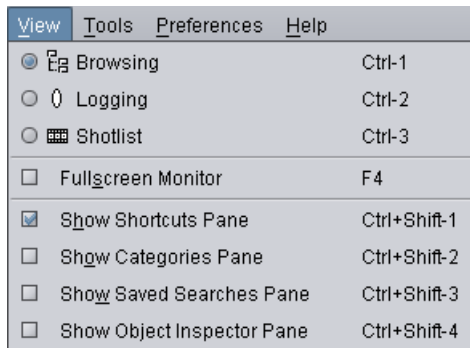 View Tools Preferences Help
Browsing Ctrl-1
Logging Ctrl-2
Shotlist Ctrl-3
Fullscreen Monitor F4
Show Shortcuts Pane Ctrl+Shift-1
Show Categories Pane Ctrl+Shift-2
Show Saved Searches Pane Ctrl+Shift-3
Show Object Inspector Pane Ctrl+Shift-4